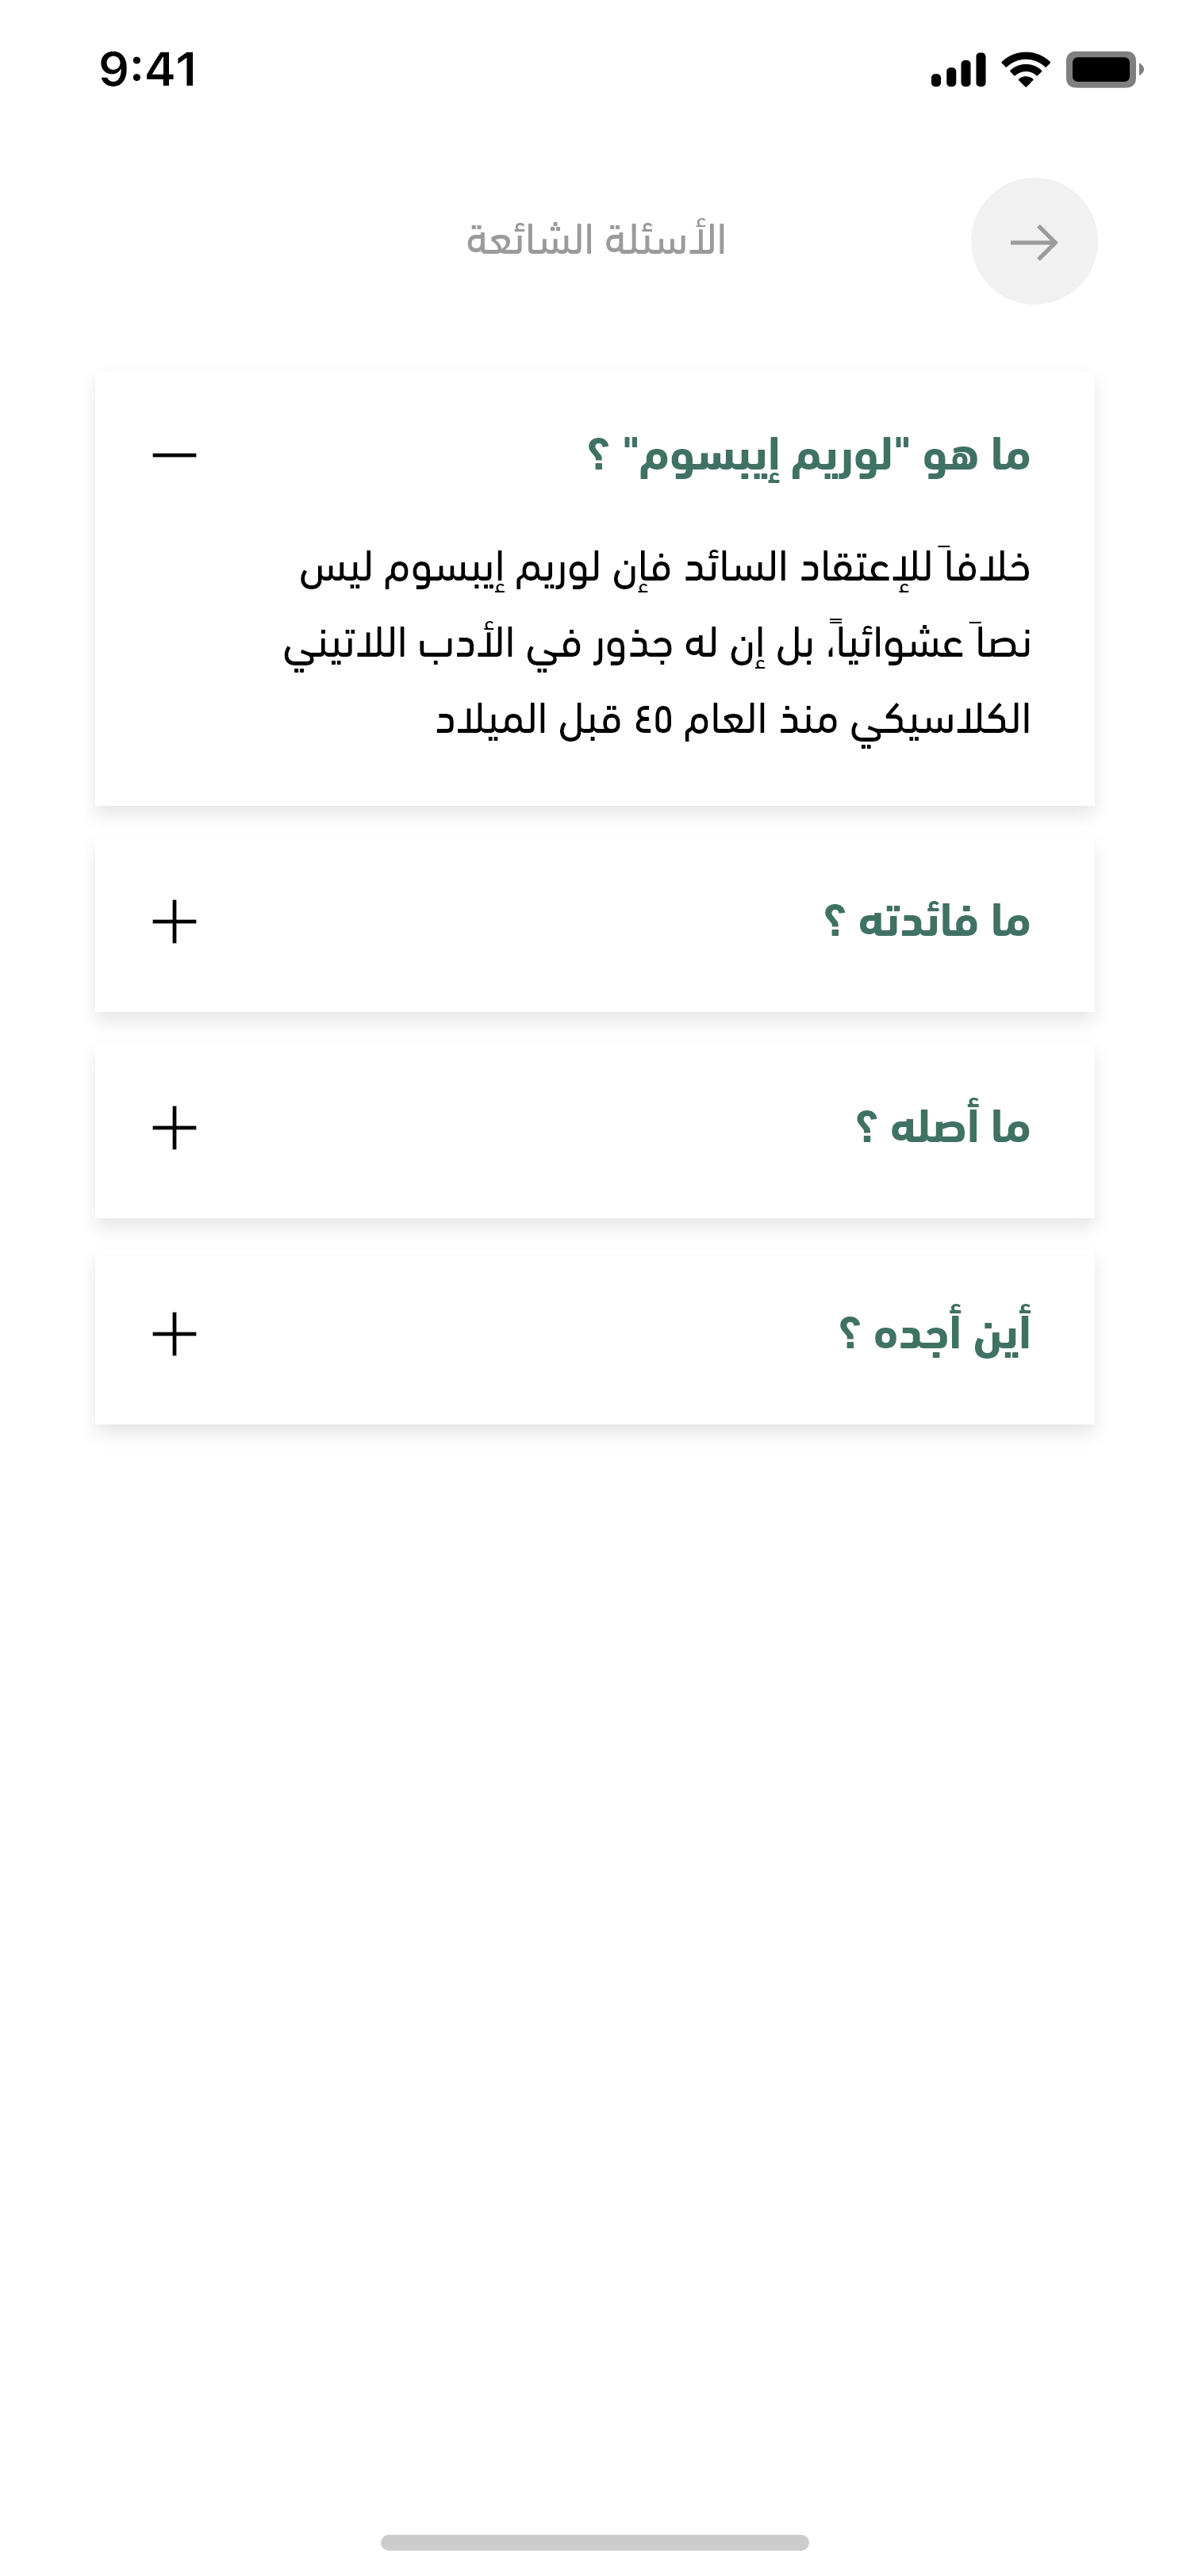 9:41
الأسئلة الشائعة
ما هو "لوريم إيبسوم" ؟
خلافاَ للإعتقاد السائد فإن لوريم إيبسوم ليس
نصاَ عشوائياً، بل إن له جذور في الأدب اللاتيني
الكلاسيكي منذ العام ٤٥ قبل الميلاد
ما فائدته ؟
ما أصله ؟
أين أجده ؟